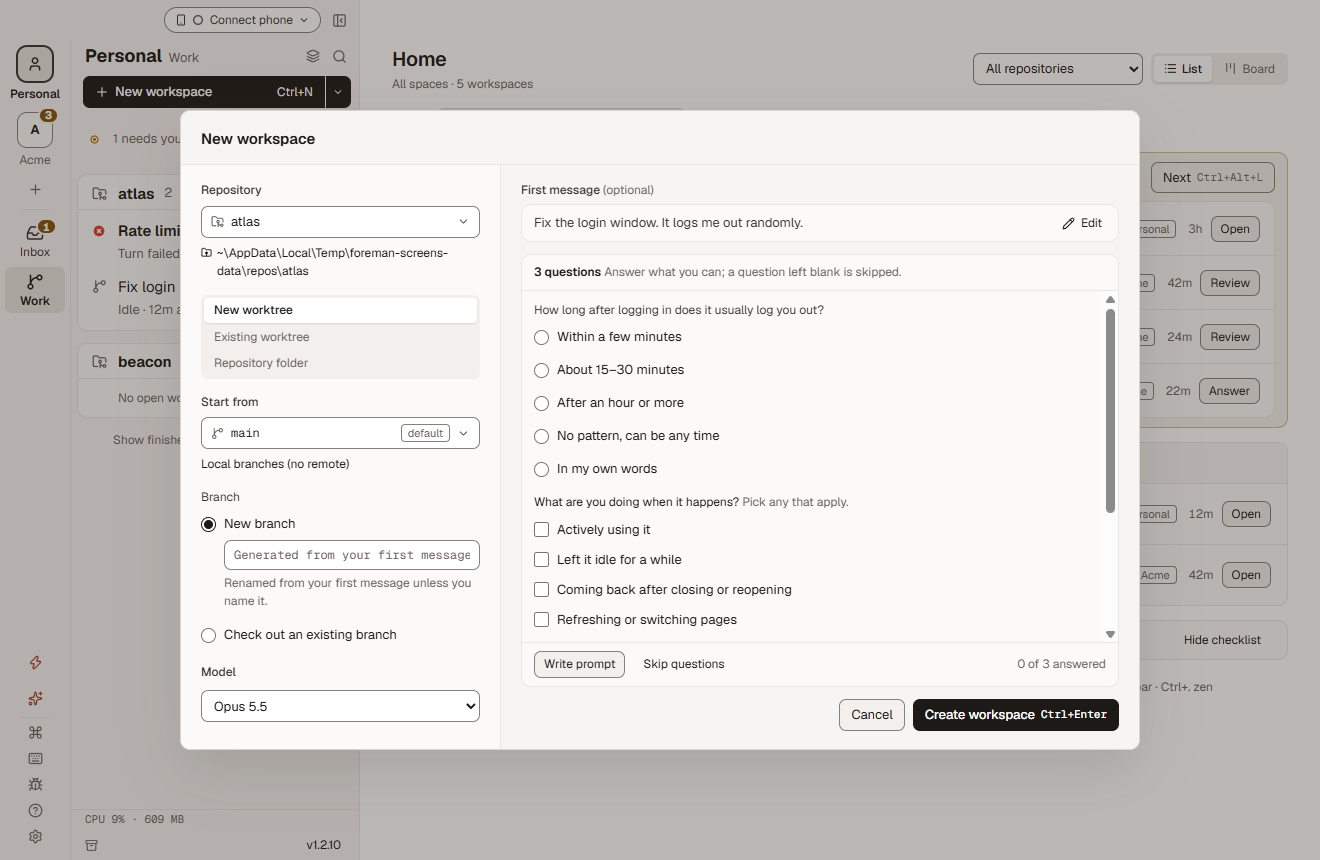 Connect phone
Personal Work
New workspace Ctrl+N
Personal
3
A
Acme
1 needs you
atlas 2
Rate limi
Turn failed
Fix login
Idle · 12m a
1
Inbox
Work
beacon
No open wo
Show finishe
CPU 9% · 609 MB
v1.2.10
Home
All spaces · 5 workspaces
All repositories
List
Board
Next Ctrl+Alt+L
rsonal 3h Open
42m Review
24m Review
22m Answer
rsonal 12m Open
Acme 42m Open
Hide checklist
ar · Ctrl+. zen
New workspace
Repository
atlas
~\AppData\Local\Temp\foreman-screens-
data\repos\atlas
New worktree
Existing worktree
Repository folder
Start from
main default
Local branches (no remote)
Branch
New branch
Generated from your first message
Renamed from your first message unless you
name it.
Check out an existing branch
Model
Opus 5.5
First message (optional)
Fix the login window. It logs me out randomly.
Edit
3 questions Answer what you can; a question left blank is skipped.
How long after logging in does it usually log you out?
Within a few minutes
About 15–30 minutes
After an hour or more
No pattern, can be any time
In my own words
What are you doing when it happens? Pick any that apply.
Actively using it
Left it idle for a while
Coming back after closing or reopening
Refreshing or switching pages
Write prompt
Skip questions
0 of 3 answered
Cancel
Create workspace Ctrl+Enter